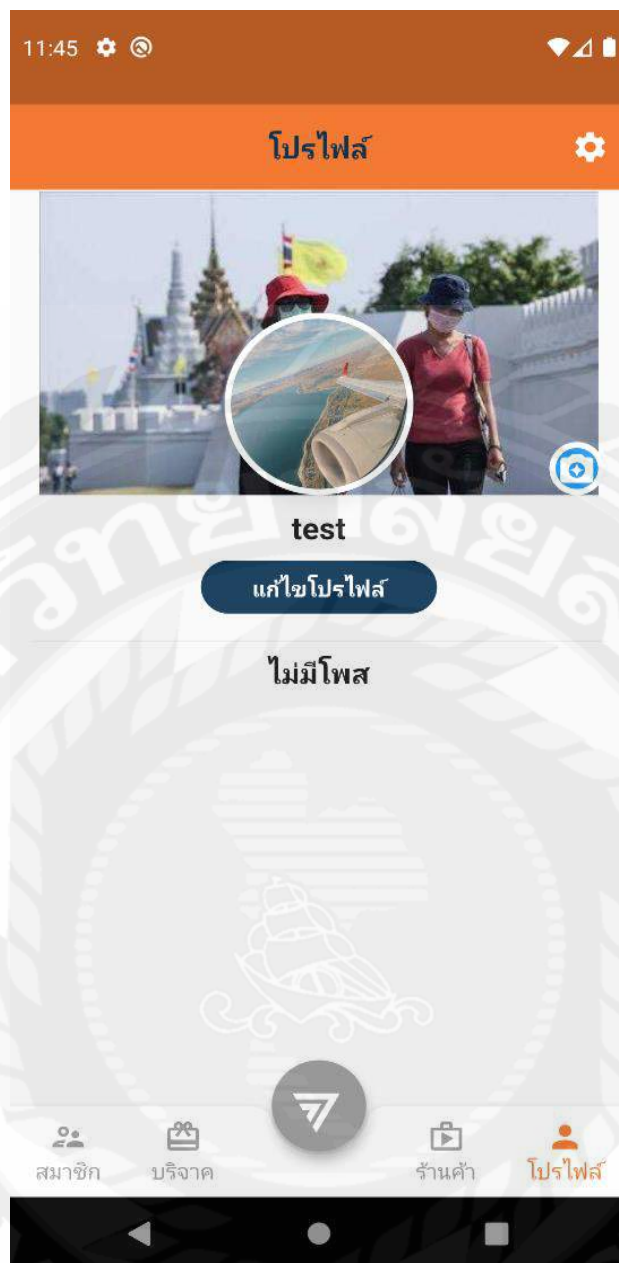 11:45
โปรไฟล์
test
แก้ไขโปรไฟล์
ไม่มีโพส
สมาชิก
บริจาค
ร้านค้า
โปรไฟล์